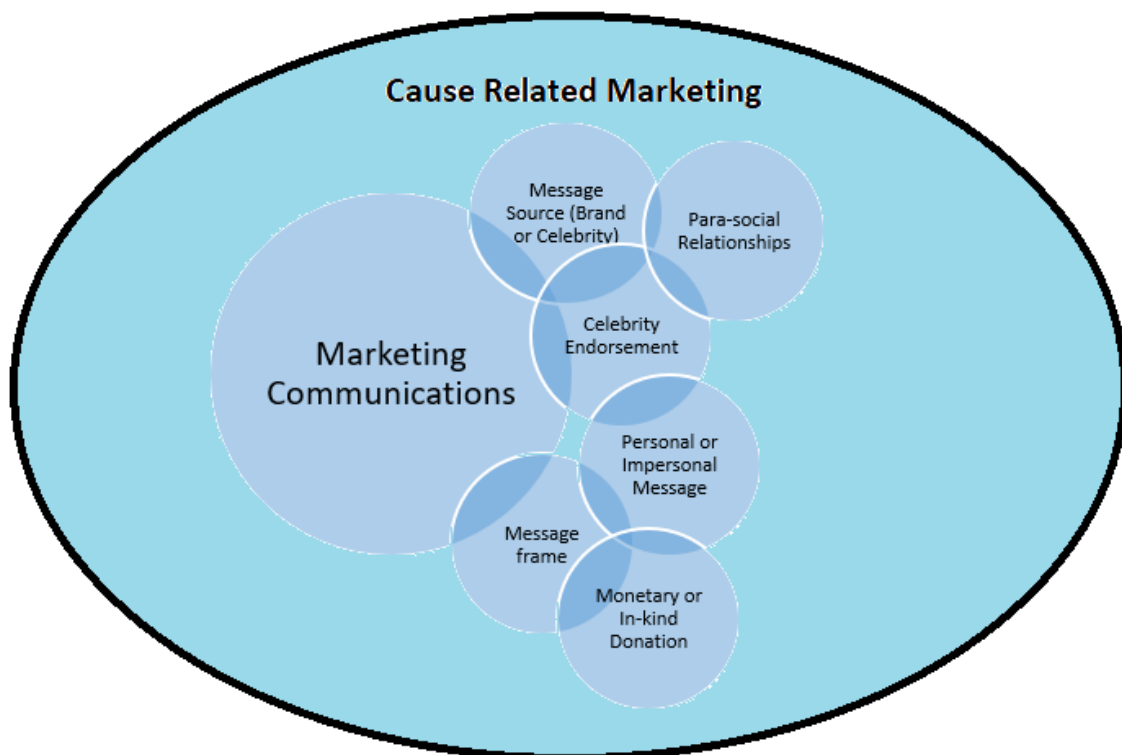 Cause Related Marketing
Message
Source (Brand
or Celebrity)
Para-social
Relationships
Celebrity
Endorsement
Marketing
Communications
Personal or
Impersonal
Message
Message
frame
Monetary or
In-kind
Donation